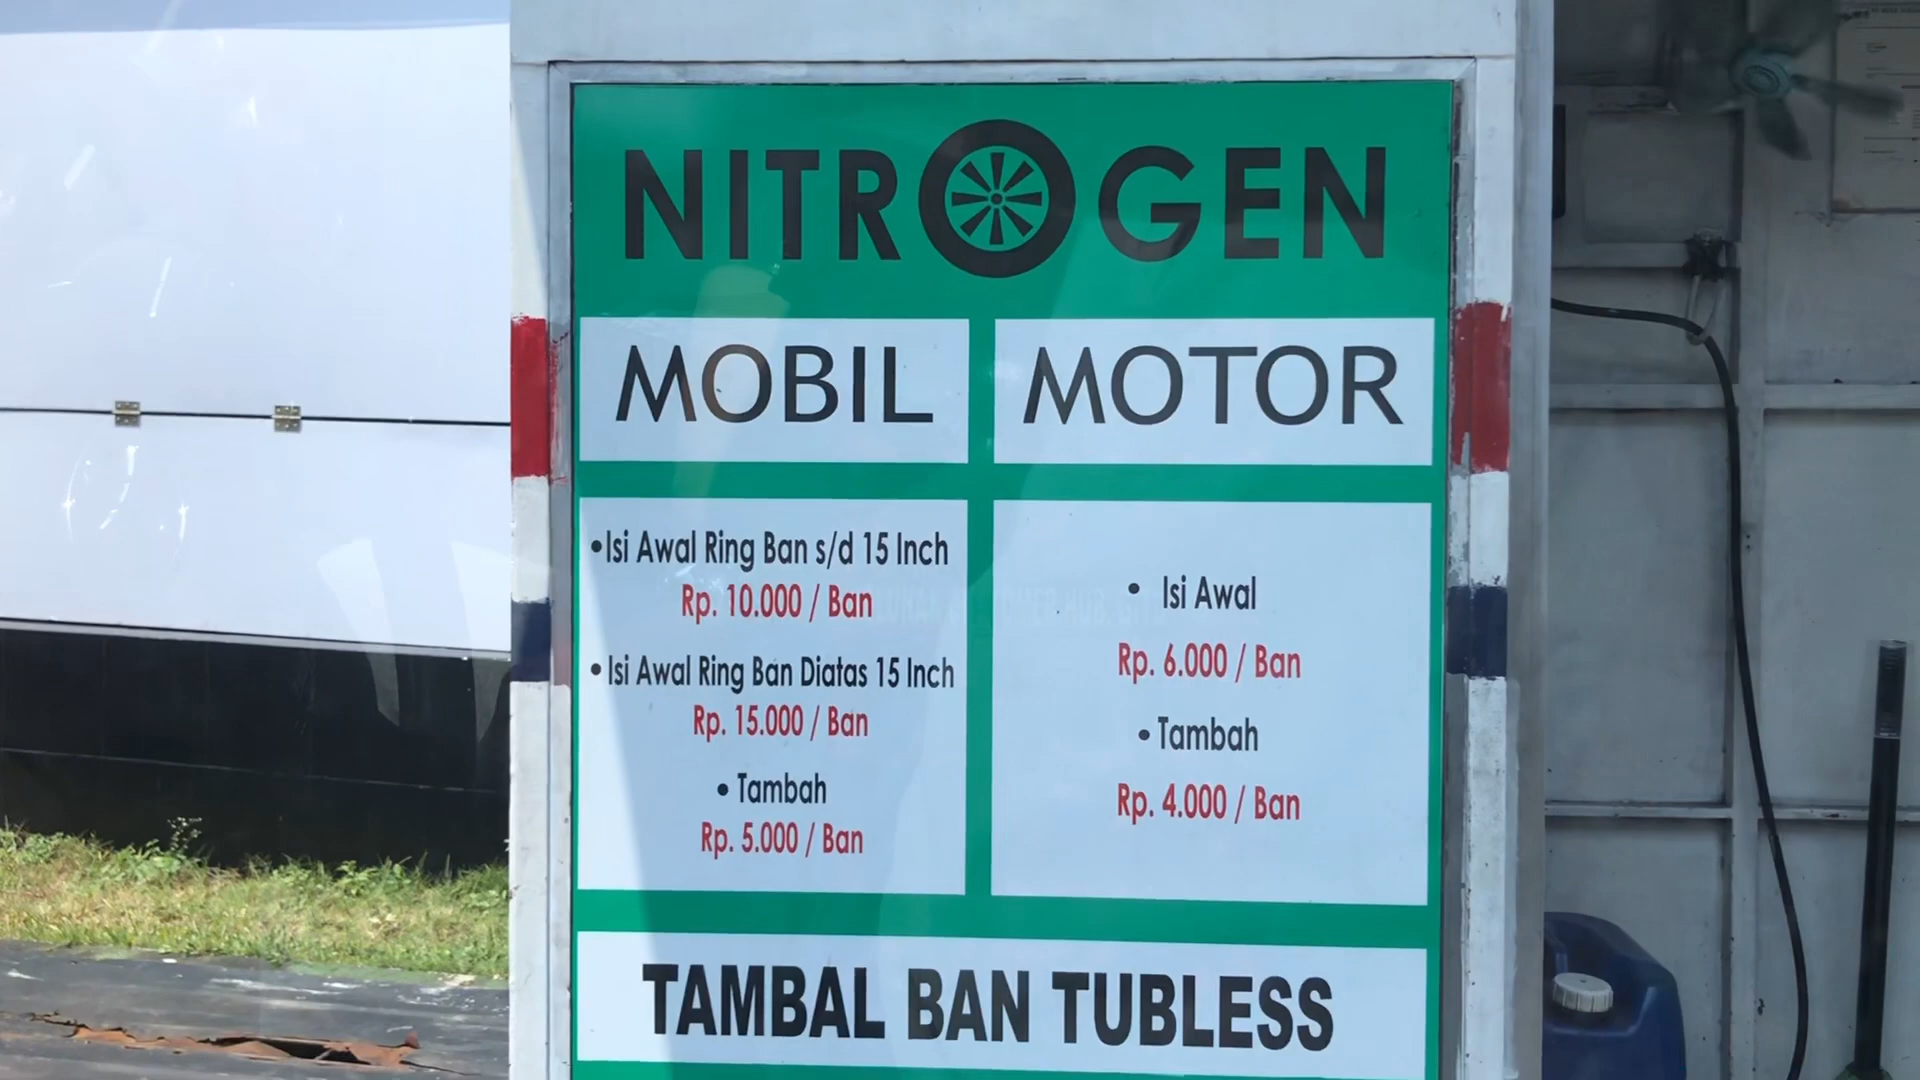 NITROGEN
MOBIL
MOTOR
•Isi Awal Ring Ban s/d 15 Inch
Rp. 10.000 / Ban
•Isi Awal Ring Ban Diatas 15 Inch
Rp. 15.000 / Ban
•Tambah
Rp. 5.000 / Ban
• Isi Awal
Rp. 6.000 / Ban
•Tambah
Rp. 4.000 / Ban
TAMBAL BAN TUBLESS